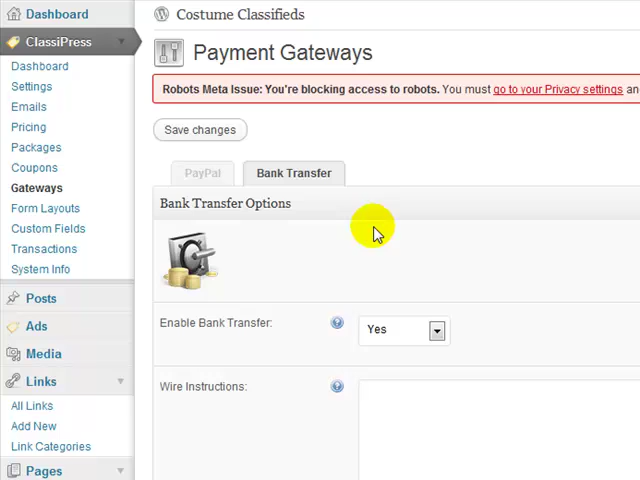 Dashboard
ClassiPress
Dashboard
Settings
Emails
Pricing
Packages
Coupons
Gateways
Form Layouts
Custom Fields
Transactions
System Info
Posts
Ads
Media
Links
All Links
Add New
Link Categories
Pages
Costume Classifieds
Payment Gateways
Robots Meta Issue: You're blocking access to robots. You must go to your Privacy settings and
Save changes
PayPal
Bank Transfer
Bank Transfer Options
Enable Bank Transfer:
Yes
Wire Instructions: